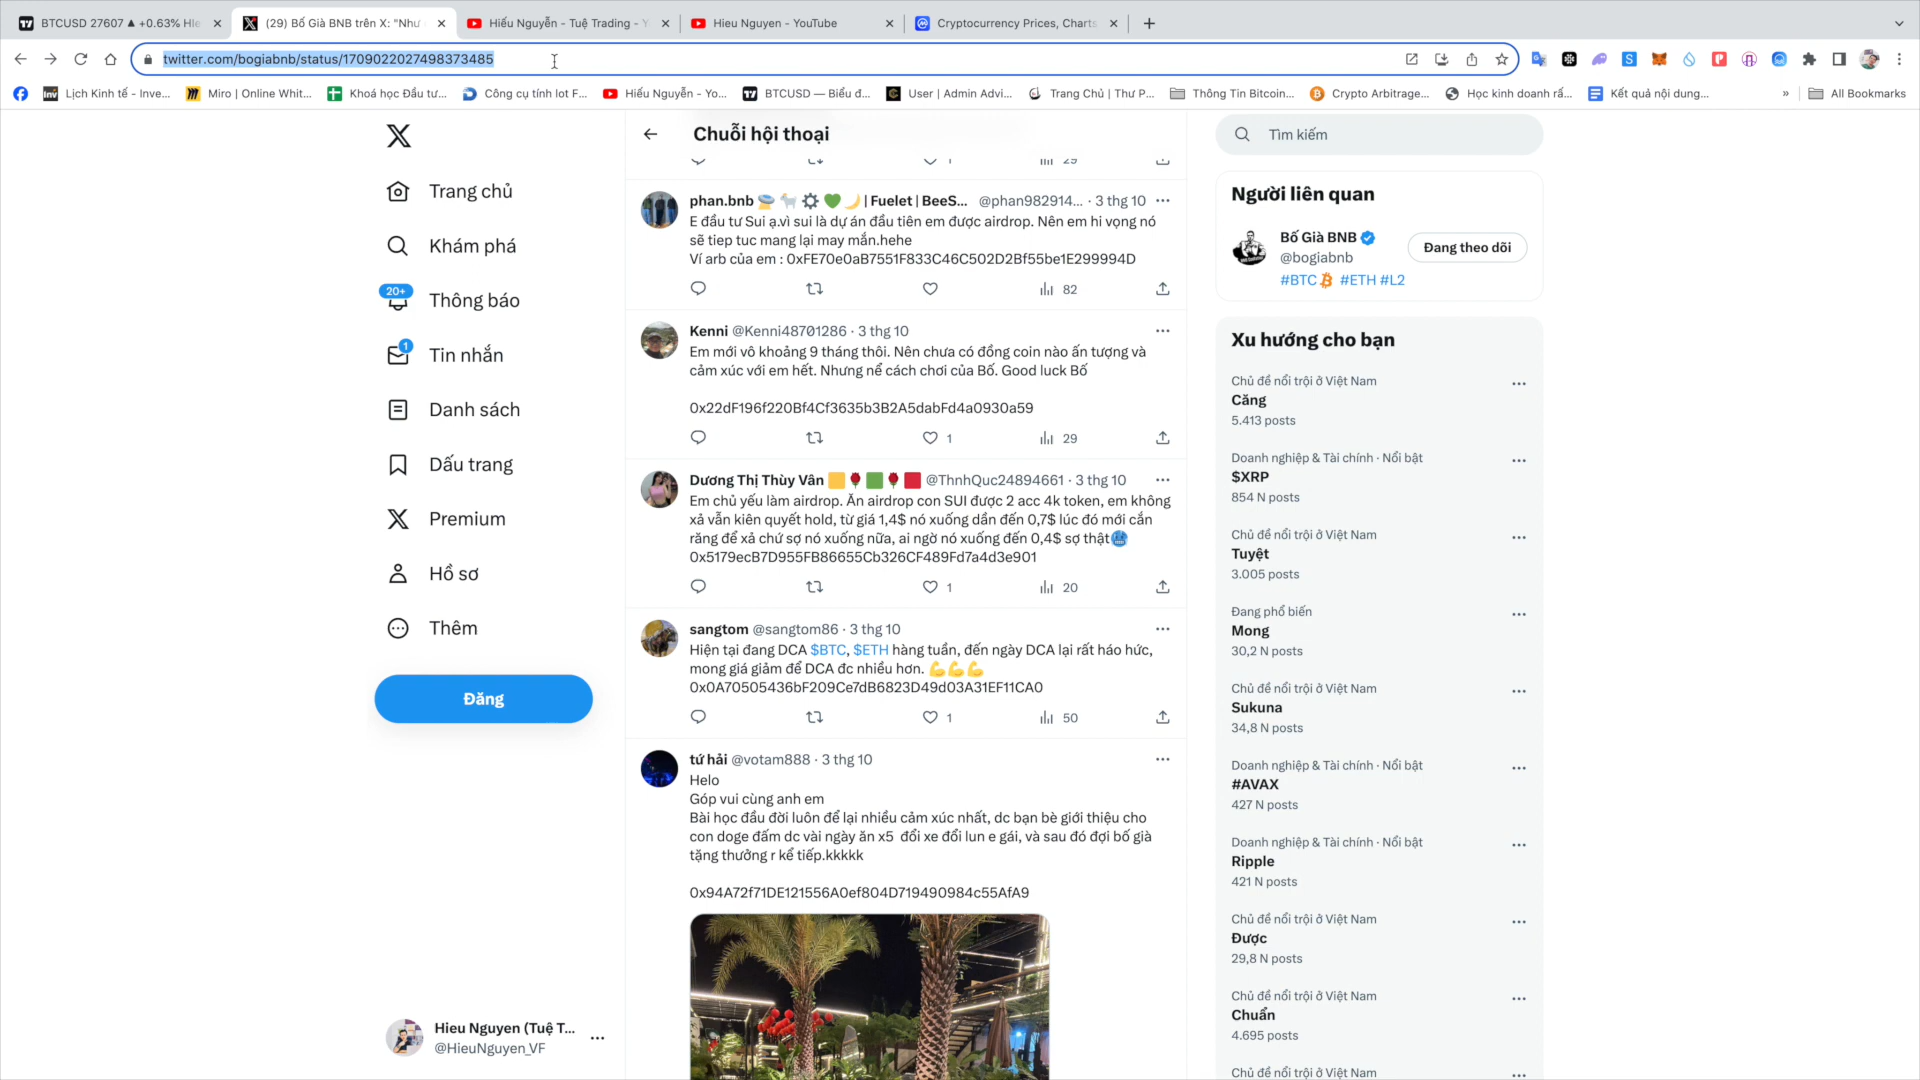 BTCUSD 27607 ▲ +0.63% Hie
(29) Bố Già BNB trên X: "Như
Hiếu Nguyễn - Tuệ Trading - Y
Hieu Nguyen - YouTube
Cryptocurrency Prices, Charts
twitter.com/bogiabnb/status/1709022027498373485
Lịch Kinh tế - Inve...
Miro | Online Whit...
Khoá học Đầu tư...
Công cụ tính lot F...
Hiếu Nguyễn - Yo...
BTCUSD — Biểu đ...
User | Admin Advi...
Trang Chủ | Thư P...
Thông Tin Bitcoin...
Crypto Arbitrage...
Học kinh doanh rấ...
Kết quả nội dung...
»
All Bookmarks
Trang chủ
Khám phá
20+
Thông báo
1
Tin nhắn
Danh sách
Dấu trang
Premium
Hồ sơ
Thêm
Đăng
Hieu Nguyen (Tuệ T...
@HieuNguyen_VF
Chuỗi hội thoại
1 29
phan.bnb | Fuelet | BeeS... @phan982914... · 3 thg 10
E đầu tư Sui ạ.vì sui là dự án đầu tiên em được airdrop. Nên em hi vọng nó
sẽ tiep tuc mang lại may mắn.hehe
Ví arb của em : 0xFE70e0aB7551F833C46C502D2Bf55be1E299994D
82
Kenni @Kenni48701286 · 3 thg 10
Em mới vô khoảng 9 tháng thôi. Nên chưa có đồng coin nào ấn tượng và
cảm xúc với em hết. Nhưng nể cách chơi của Bố. Good luck Bố
0x22dF196f220Bf4Cf3635b3B2A5dabFd4a0930a59
1 29
Dương Thị Thùy Vân 🟨🌹🟩🌹🟥 @ThnhQuc24894661 · 3 thg 10
Em chủ yếu làm airdrop. Ăn airdrop con SUI được 2 acc 4k token, em không
xả vẫn kiên quyết hold, từ giá 1,4$ nó xuống dần đến 0,7$ lúc đó mới cắn
răng để xả chứ sợ nó xuống nữa, ai ngờ nó xuống đến 0,4$ sợ thật🥶
0x5179ecB7D955FB86655Cb326CF489Fd7a4d3e901
1 20
sangtom @sangtom86 · 3 thg 10
Hiện tại đang DCA $BTC, $ETH hàng tuần, đến ngày DCA lại rất háo hức,
mong giá giảm để DCA đc nhiều hơn. 💪💪💪
0x0A70505436bF209Ce7dB6823D49d03A31EF11CA0
1 50
tứ hải @votam888 · 3 thg 10
Helo
Góp vui cùng anh em
Bài học đầu đời luôn để lại nhiều cảm xúc nhất, dc bạn bè giới thiệu cho
con doge đấm dc vài ngày ăn x5 đổi xe đổi lun e gái, và sau đó đợi bố già
tặng thưởng r kể tiếp.kkkkk
0x94A72f71DE121556A0ef804D719490984c55AfA9
Tìm kiếm
Người liên quan
Bố Già BNB
@bogiabnb
#BTC #ETH #L2
Đang theo dõi
Xu hướng cho bạn
Chủ đề nổi trội ở Việt Nam
Căng
5.413 posts
Doanh nghiệp & Tài chính · Nổi bật
$XRP
854 N posts
Chủ đề nổi trội ở Việt Nam
Tuyệt
3.005 posts
Đang phổ biến
Mong
30,2 N posts
Chủ đề nổi trội ở Việt Nam
Sukuna
34,8 N posts
Doanh nghiệp & Tài chính · Nổi bật
#AVAX
427 N posts
Doanh nghiệp & Tài chính · Nổi bật
Ripple
421 N posts
Chủ đề nổi trội ở Việt Nam
Được
29,8 N posts
Chủ đề nổi trội ở Việt Nam
Chuẩn
4.695 posts
Chủ đề nổi trội ở Việt Nam